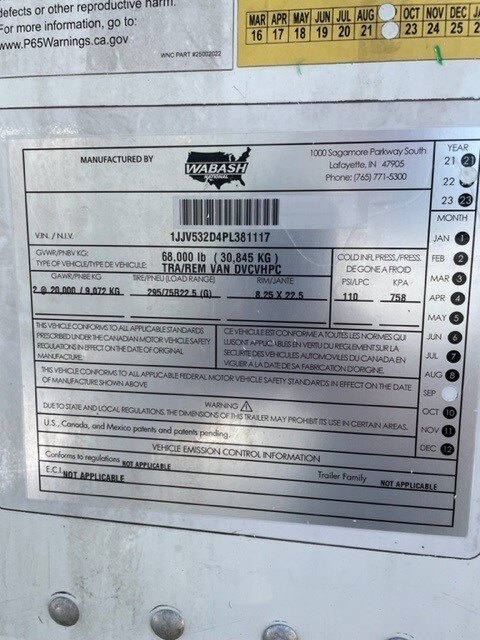 defects or other reproductive harm.
For more information, go to:
www.P65Warnings.ca.gov
WNC PART #25002022
MAR APR MAY JUN JUL AUG OCT NOV DEC
16 17 18 19 20 21 23 24 25
MANUFACTURED BY
WABASH
NATIONAL
1000 Sagamore Parkway South
Lafayette, IN 47905
Phone: (765) 771-5300
V.I.N. / N.I.V. 1JJV532D4PL381117
GVWR/PNBV KG: 68,000 lb ( 30,845 KG )
TYPE OF VEHICLE/TYPE DE VEHICULE: TRA/REM VAN DVCVHPC
COLD INFL.PRESS/PRESS.
DE GONF. A FROID
GAWR/PNBE KG TIRE/PNEU (LOAD RANGE) RIM/JANTE PSI/LPC KPA
2 @ 20,000 / 9,072 KG 295/75R22.5 (G) 8.25 X 22.5 110 758
THIS VEHICLE CONFORMS TO ALL APPLICABLE STANDARDS
PRESCRIBED UNDER THE CANADIAN MOTOR VEHICLE SAFETY
REGULATIONS IN EFFECT ON THE DATE OF ORIGINAL
MANUFACTURE.
CE VEHICULE EST CONFORME A TOUTES LES NORMES QUI
LUISONT APPLICABLES EN VERTU DU REGLEMENT SUR LA
SECURITE DES VEHICULES AUTOMOBILES DU CANADA EN
VIGUER A LA DATE DE SA FABRICATION D'ORIGINE.
THIS VEHICLE CONFORMS TO ALL APPLICABLE FEDERAL MOTOR VEHICLE SAFETY STANDARDS IN EFFECT ON THE DATE
OF MANUFACTURE.
WARNING
DUE TO STATE AND LOCAL REGULATIONS, THE DIMENSIONS OF THIS TRAILER MAY PROHIBIT ITS USE IN CERTAIN AREAS.
U.S., Canada, and Mexico patents and patents pending.
VEHICLE EMISSION CONTROL INFORMATION
Conforms to regulations NOT APPLICABLE
E.C.I. NOT APPLICABLE
Trailer Family NOT APPLICABLE
YEAR
21 21
22
23 23
MONTH
JAN 1
FEB 2
MAR 3
APR 4
MAY 5
JUN 6
JUL 7
AUG 8
SEP
OCT 10
NOV 11
DEC 12